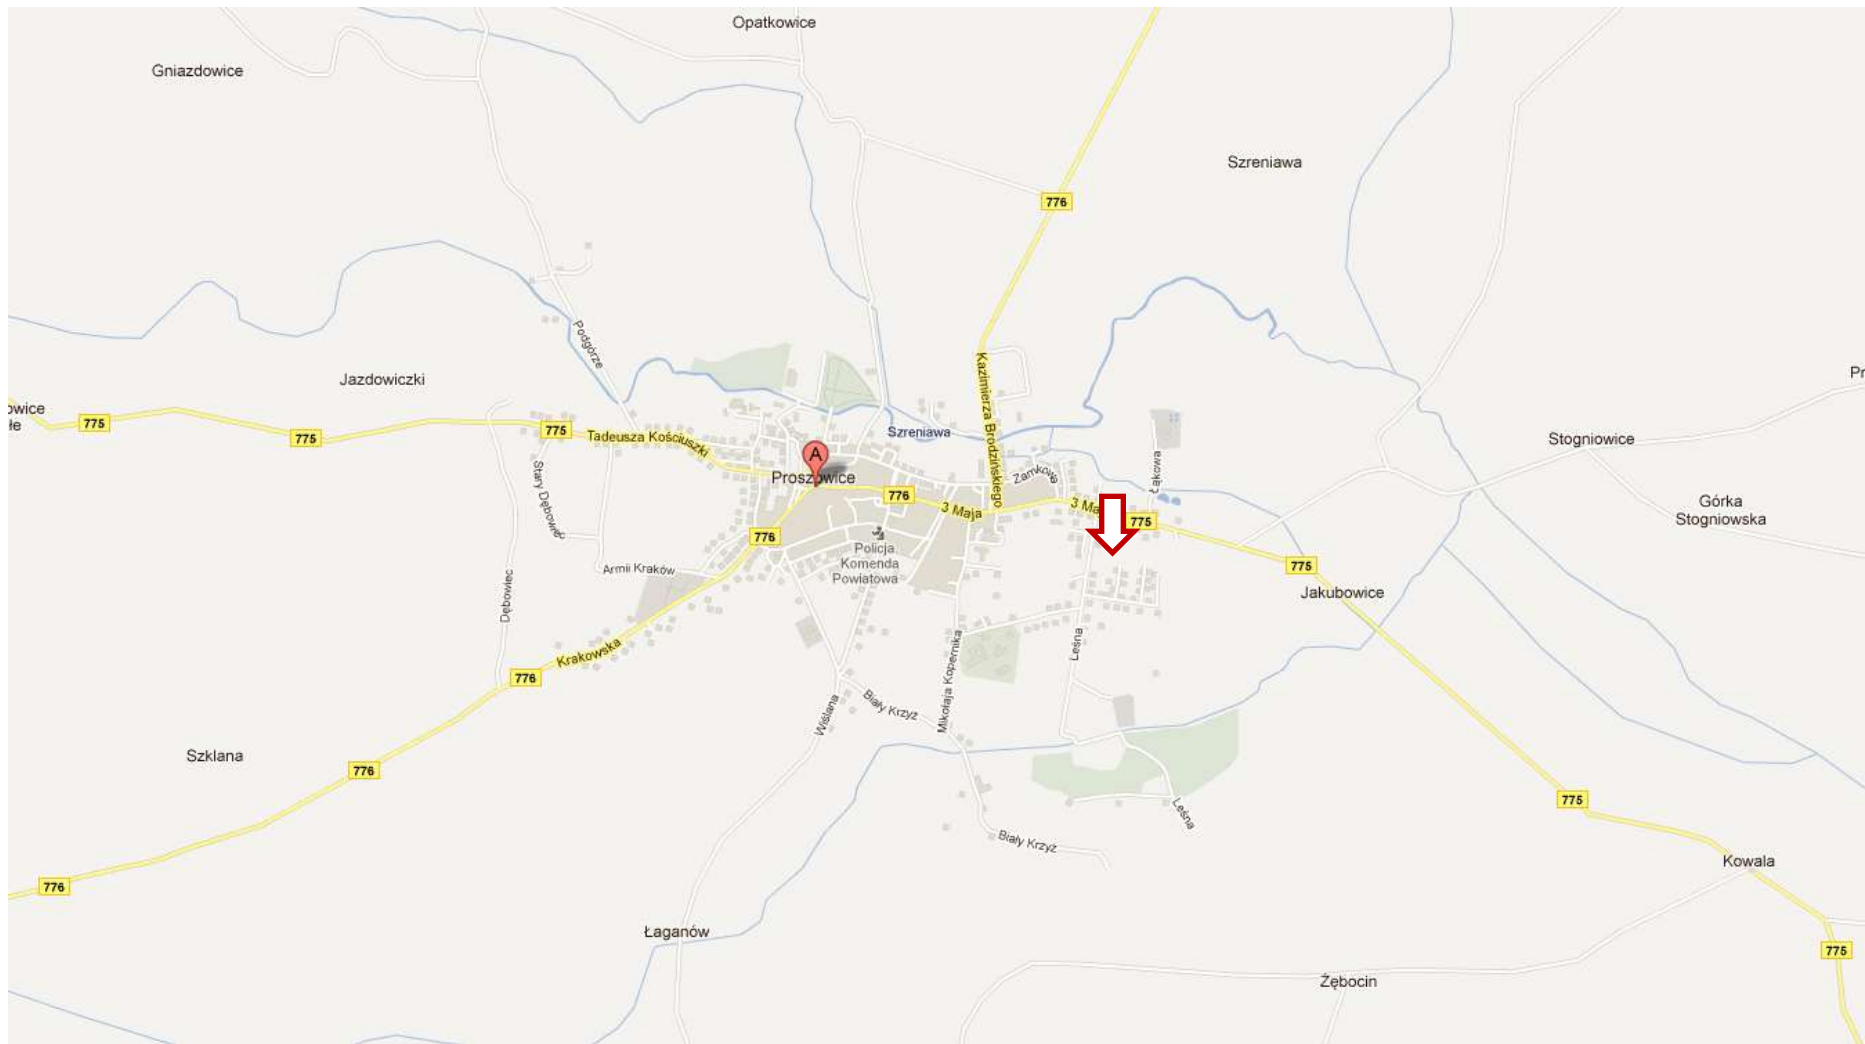 Opatkowice
Gniazdowice
Szreniawa
776
Podgórze
Jazdowiczki
Pr
owice
łe
775
775
775
Tadeusza Kościuszki
Kazimierza Brodzińskiego
Szreniawa
Stogniowice
A
Proszowice
Stary Dębowiec
776
3 Maja
Zamkowa
Łąkowa
3 Ma
775
Górka
Stogniowska
776
Policja.
Komenda
Powiatowa
Armii Kraków
Dębowiec
775
Jakubowice
Krakowska
776
Leśna
Mikołaja Kopernika
Wiślana
Biały Krzyż
Szklana
776
775
Leśna
Biały Krzyż
Kowala
776
Łaganów
775
Żębocin